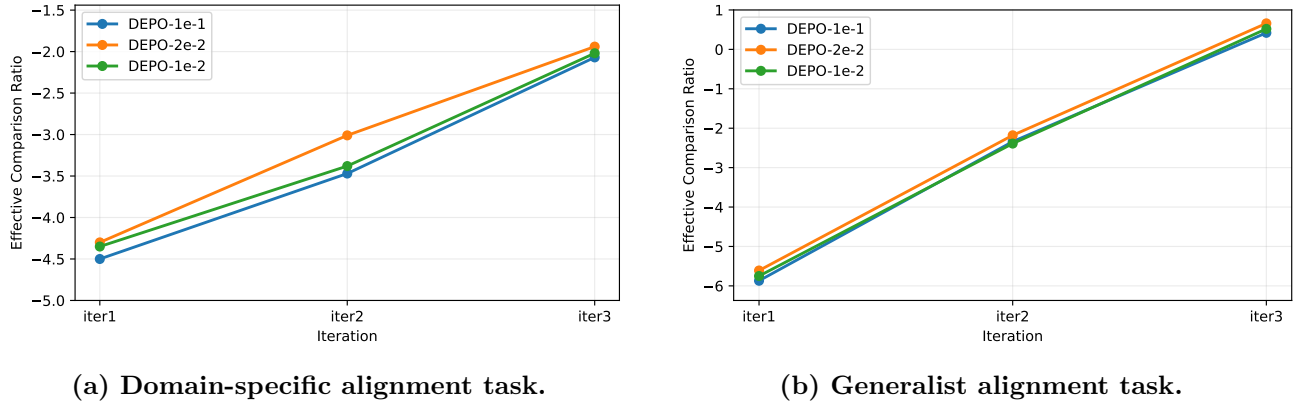 −1.5
−2.0
−2.5
−3.0
−3.5
−4.0
−4.5
−5.0
Effective Comparison Ratio
DEPO-1e-1
DEPO-2e-2
DEPO-1e-2
iter1
iter2
iter3
Iteration
(a) Domain-specific alignment task.
1
0
−1
−2
−3
−4
−5
−6
Effective Comparison Ratio
DEPO-1e-1
DEPO-2e-2
DEPO-1e-2
iter1
iter2
iter3
Iteration
(b) Generalist alignment task.